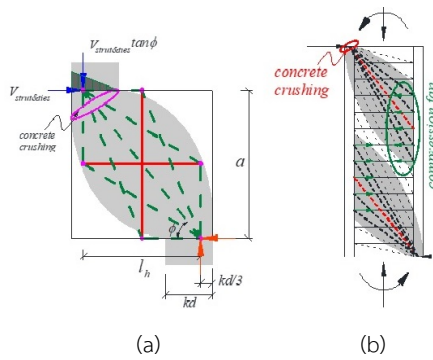 V_strut&ties tanϕ
V_strut&ties
concrete
crushing
a
ϕ
l_h
kd/3
kd
(a)
concrete
crushing
compression fan
(b)